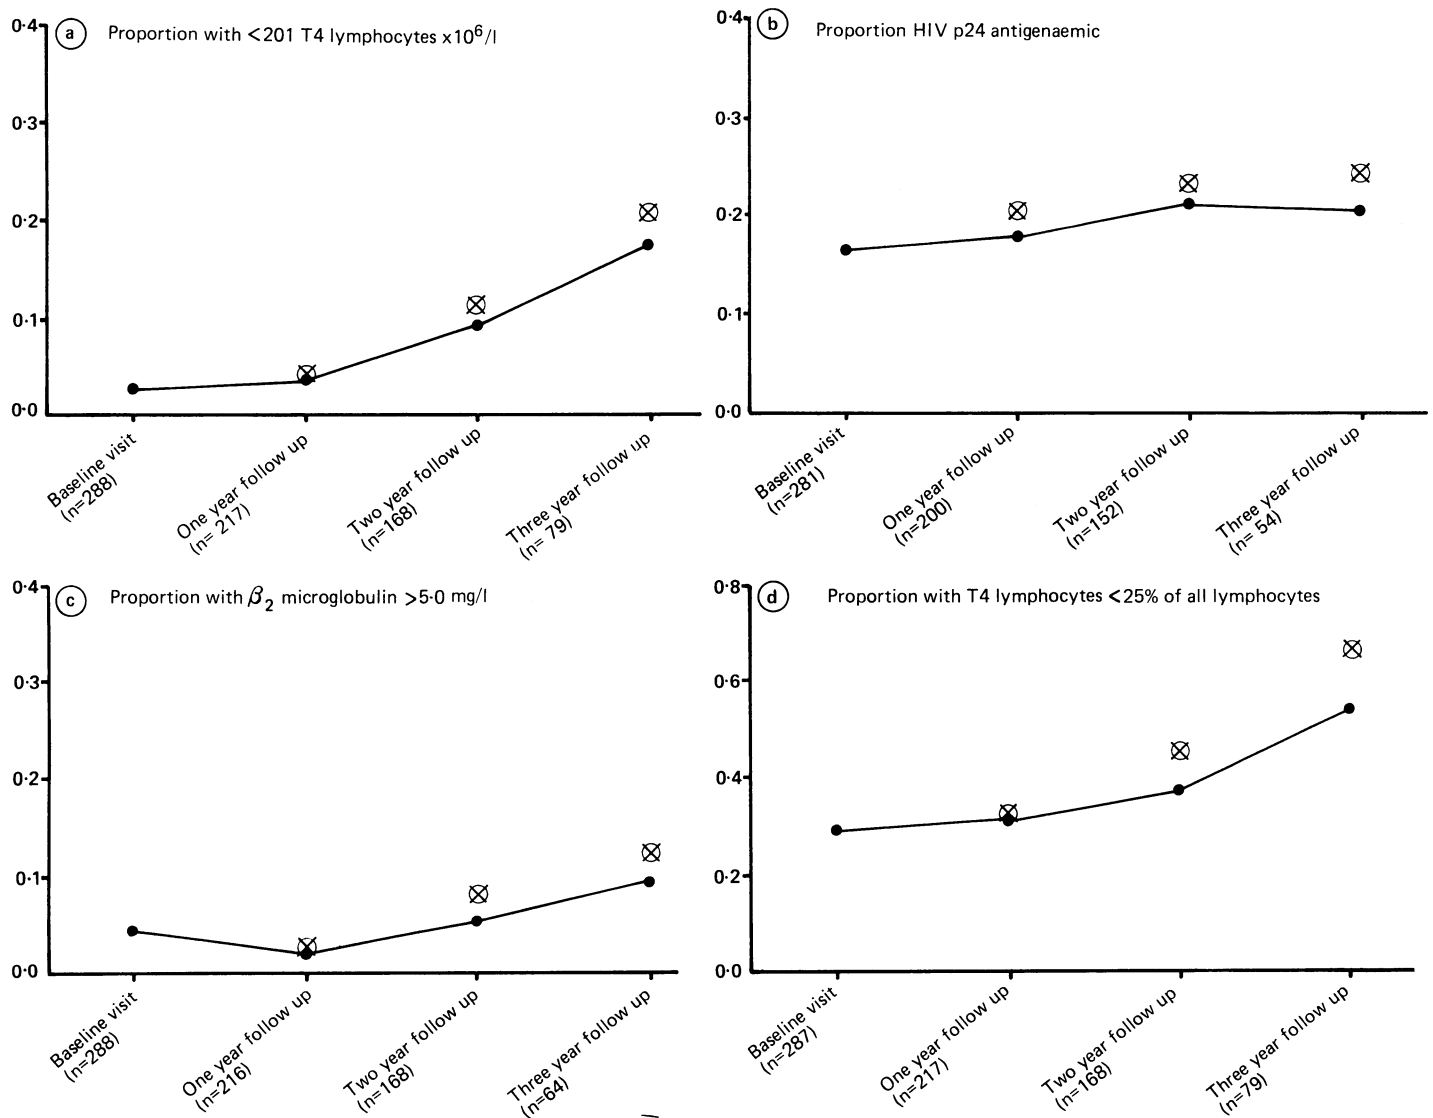 a Proportion with <201 T4 lymphocytes x10⁶/l
0·4
0·3
0·2
0·1
0·0
Baseline visit
(n=288)
One year follow up
(n= 217)
Two year follow up
(n=168)
Three year follow up
(n= 79)
b Proportion HIV p24 antigenaemic
0·4
0·3
0·2
0·1
0·0
Baseline visit
(n=281)
One year follow up
(n=200)
Two year follow up
(n=152)
Three year follow up
(n= 54)
c Proportion with β₂ microglobulin >5·0 mg/l
0·4
0·3
0·2
0·1
0·0
Baseline visit
(n=288)
One year follow up
(n=216)
Two year follow up
(n=168)
Three year follow up
(n=64)
d Proportion with T4 lymphocytes <25% of all lymphocytes
0·8
0·6
0·4
0·2
0·0
Baseline visit
(n=287)
One year follow up
(n=217)
Two year follow up
(n=168)
Three year follow up
(n=79)